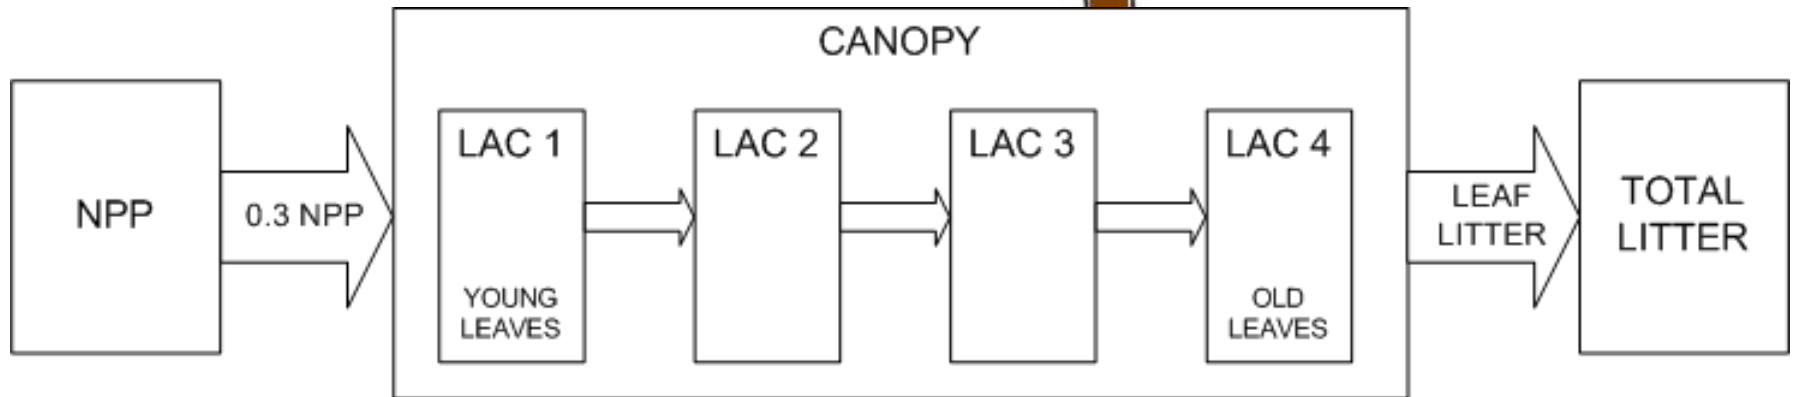 CANOPY
NPP
0.3 NPP
LAC 1
YOUNG
LEAVES
LAC 2
LAC 3
LAC 4
OLD
LEAVES
LEAF
LITTER
TOTAL
LITTER